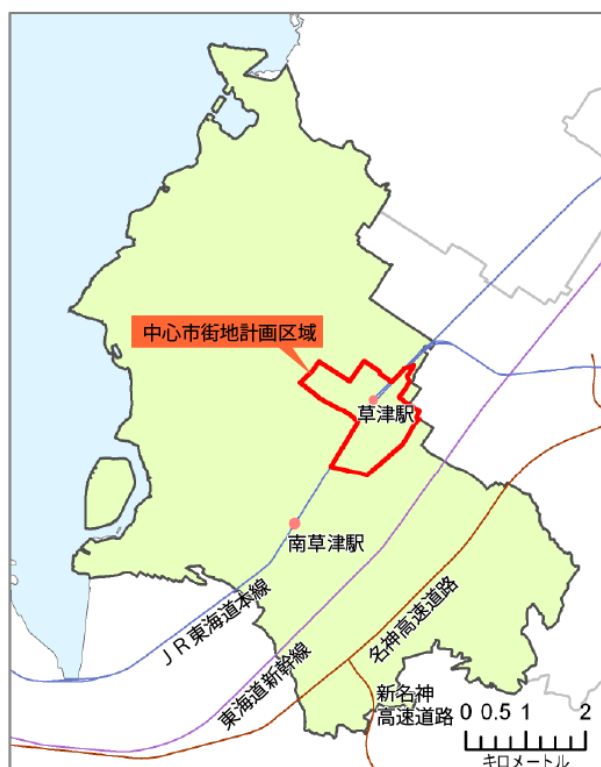 中心市街地計画区域
草津駅
南草津駅
JR東海道本線
東海道新幹線
名神高速道路
新名神
高速道路
0 0.5 1 2
キロメートル